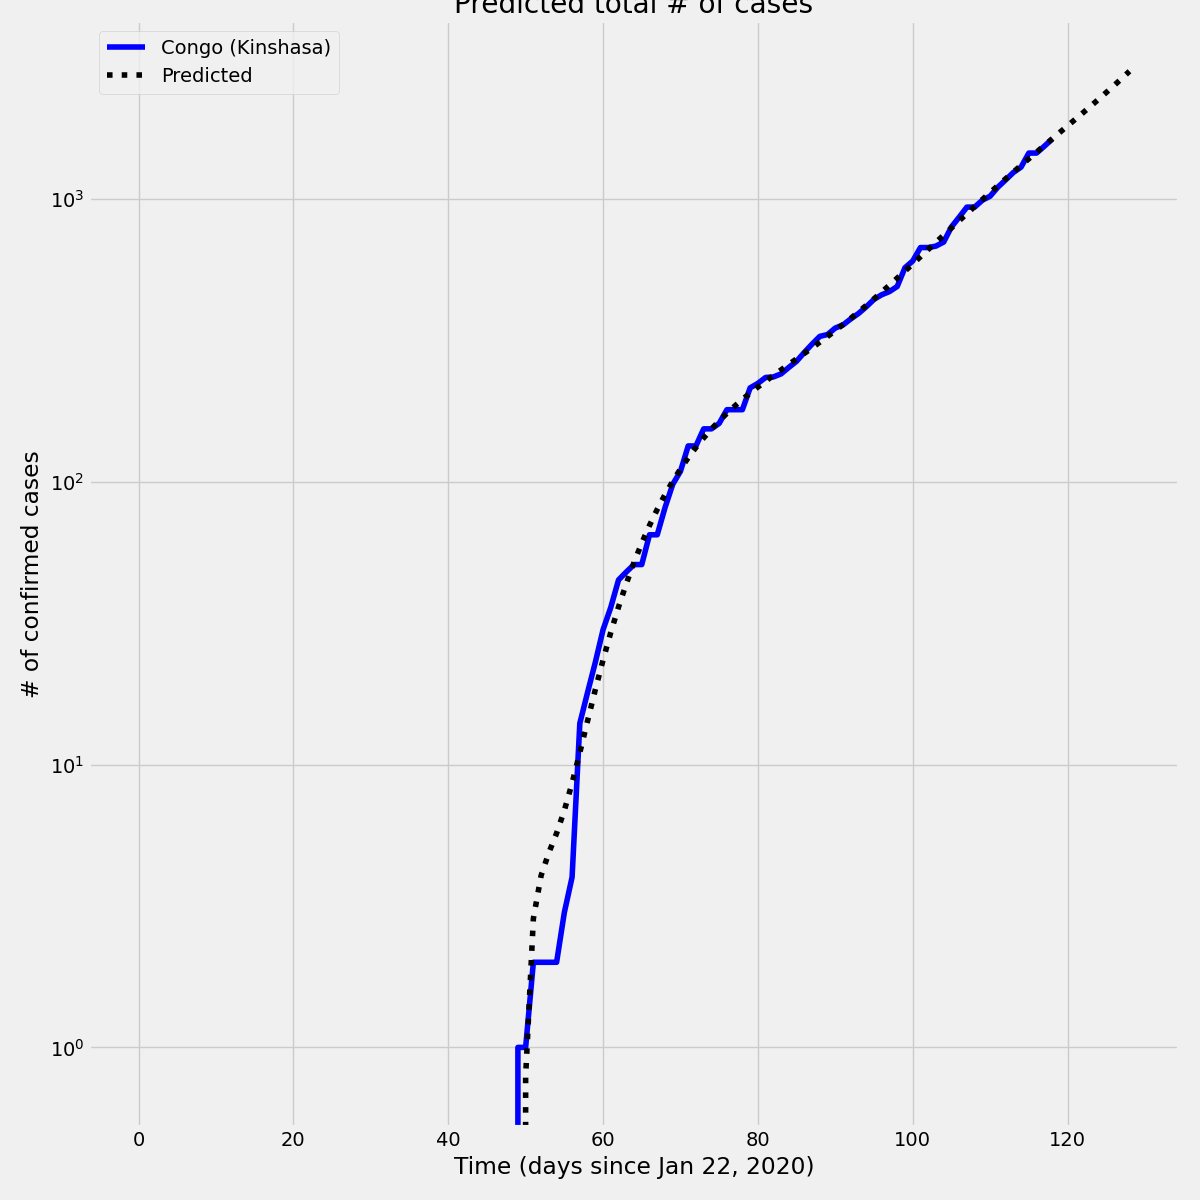 Predicted total # of cases
Congo (Kinshasa)
Predicted
10³
10²
10¹
10⁰
# of confirmed cases
0 20 40 60 80 100 120
Time (days since Jan 22, 2020)